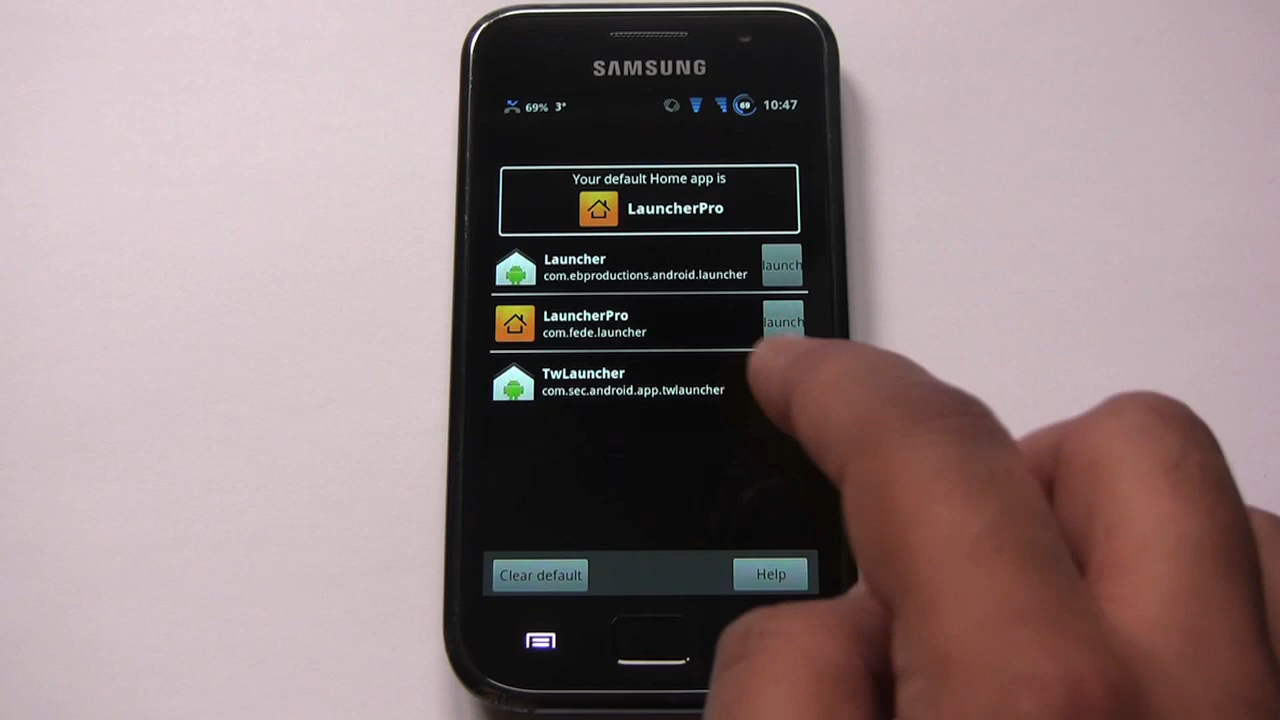 SAMSUNG
69% 3° 69 10:47
Your default Home app is
LauncherPro
Launcher
com.ebproductions.android.launcher
launch
LauncherPro
com.fede.launcher
launch
TwLauncher
com.sec.android.app.twlauncher
Clear default
Help